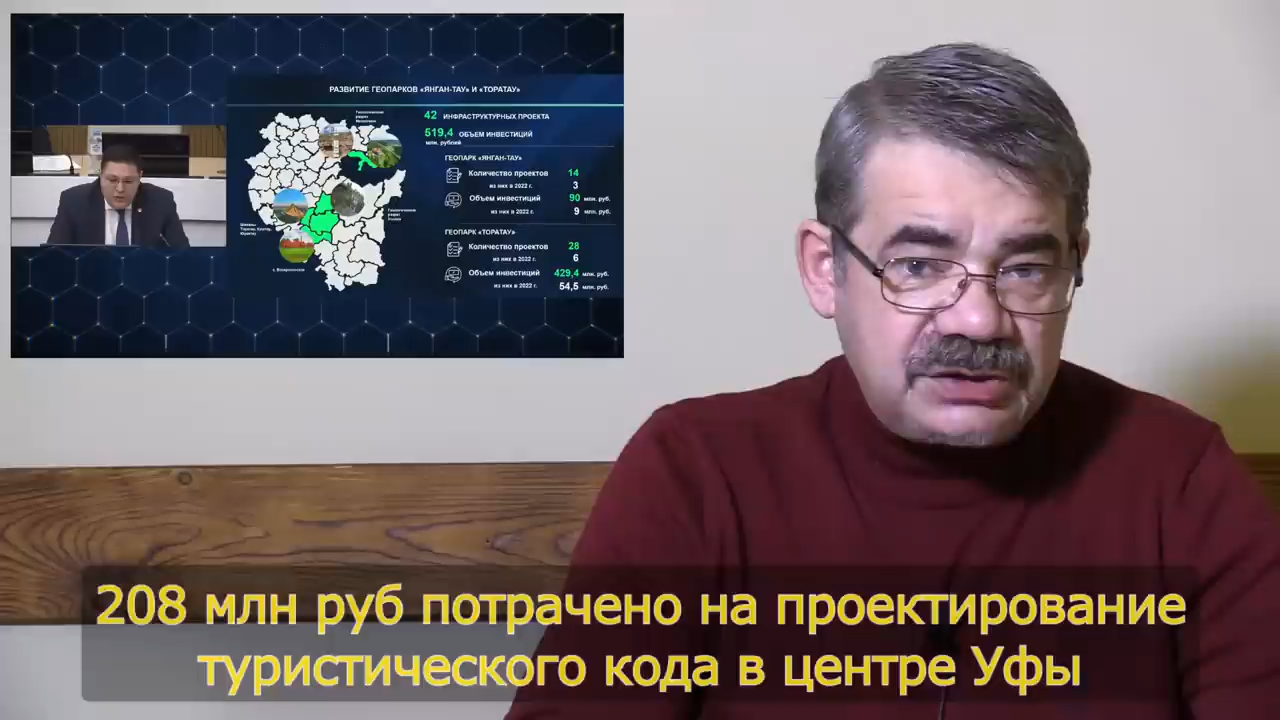 РАЗВИТИЕ ГЕОПАРКОВ «ЯНГАН-ТАУ» И «ТОРАТАУ»
42 ИНФРАСТРУКТУРНЫХ ПРОЕКТА
519,4 ОБЪЕМ ИНВЕСТИЦИЙ
млн. рублей
ГЕОПАРК «ЯНГАН-ТАУ»
Количество проектов 14
из них в 2022 г. 3
Объем инвестиций 90 млн. руб.
из них в 2022 г. 9 млн. руб.
ГЕОПАРК «ТОРАТАУ»
Количество проектов 28
из них в 2022 г. 6
Объем инвестиций 429,4 млн. руб.
из них в 2022 г. 54,5 млн. руб.
208 млн руб потрачено на проектирование
туристического кода в центре Уфы